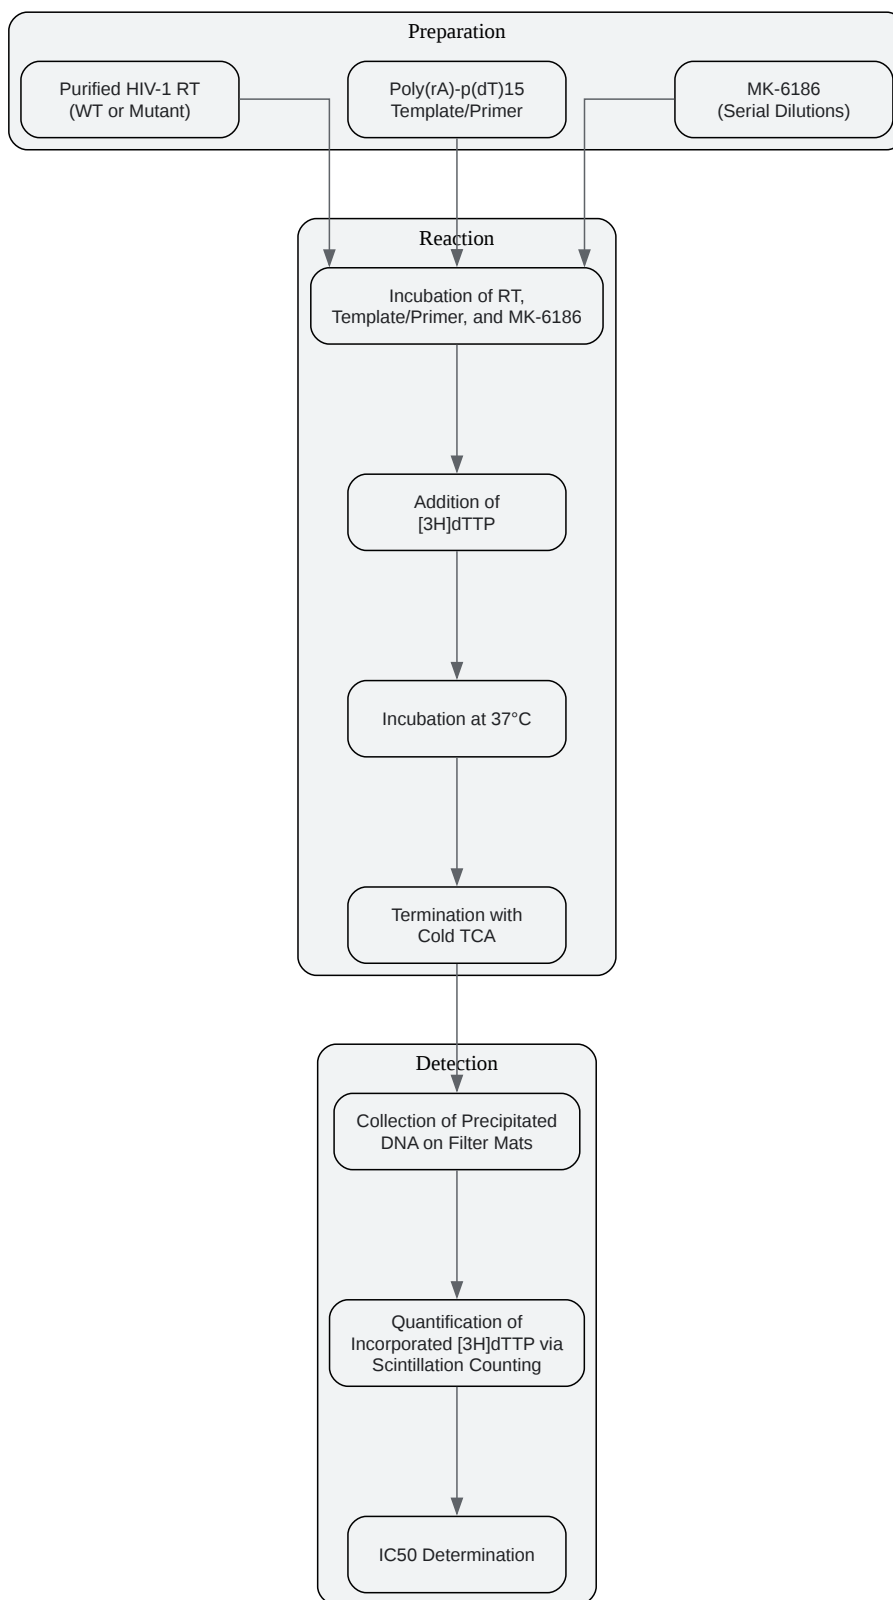 Preparation
Purified HIV-1 RT
(WT or Mutant)
Poly(rA)-p(dT)15
Template/Primer
MK-6186
(Serial Dilutions)
Reaction
Incubation of RT,
Template/Primer, and MK-6186
Addition of
[3H]dTTP
Incubation at 37°C
Termination with
Cold TCA
Detection
Collection of Precipitated
DNA on Filter Mats
Quantification of
Incorporated [3H]dTTP via
Scintillation Counting
IC50 Determination